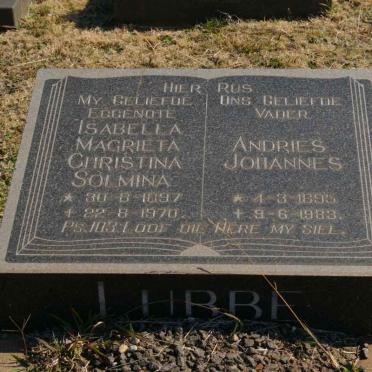 Hier Rus
My Geliefde
Eggenote
Isabella
Magrieta
Christina
Solmina
* 30-6-1897
+ 22-8-1970.
Ons Geliefde
Vader
Andries
Johannes
* 4-3-1895
+ 9-6-1983.
Ps.103 Loof die Here my siel.
Lubbe